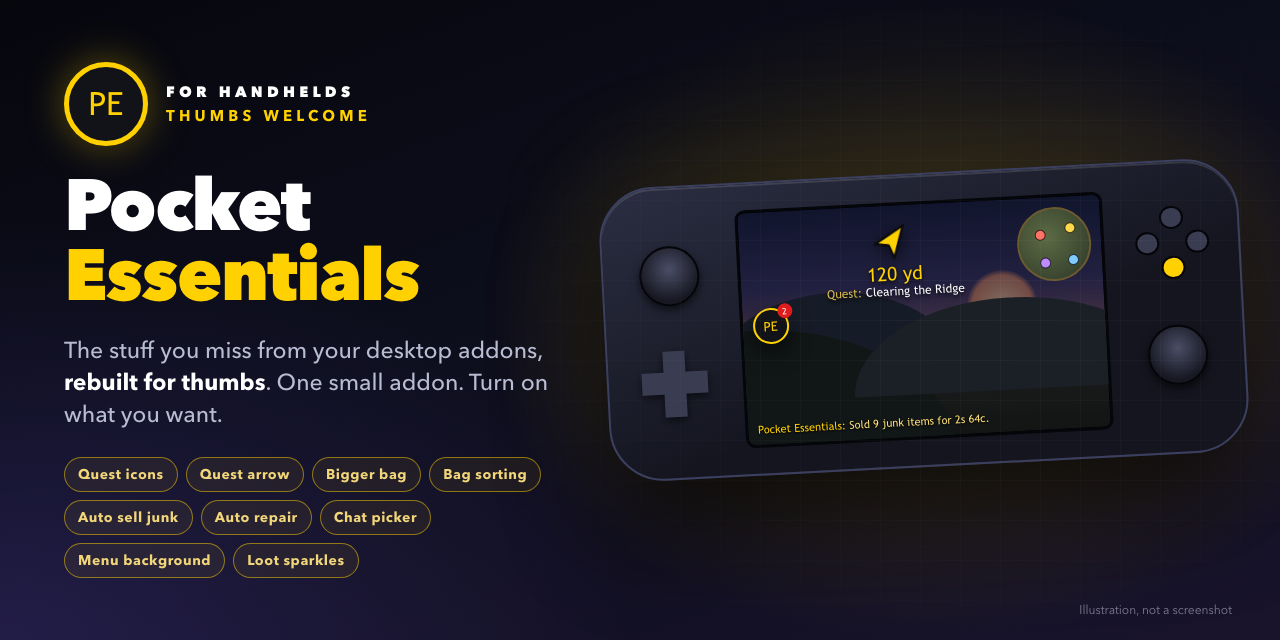 PE
FOR HANDHELDS
THUMBS WELCOME
Pocket
Essentials
The stuff you miss from your desktop addons,
rebuilt for thumbs. One small addon. Turn on
what you want.
Quest icons
Quest arrow
Bigger bag
Bag sorting
Auto sell junk
Auto repair
Chat picker
Menu background
Loot sparkles
120 yd
Quest: Clearing the Ridge
PE
2
Pocket Essentials: Sold 9 junk items for 2s 64c.
Illustration, not a screenshot